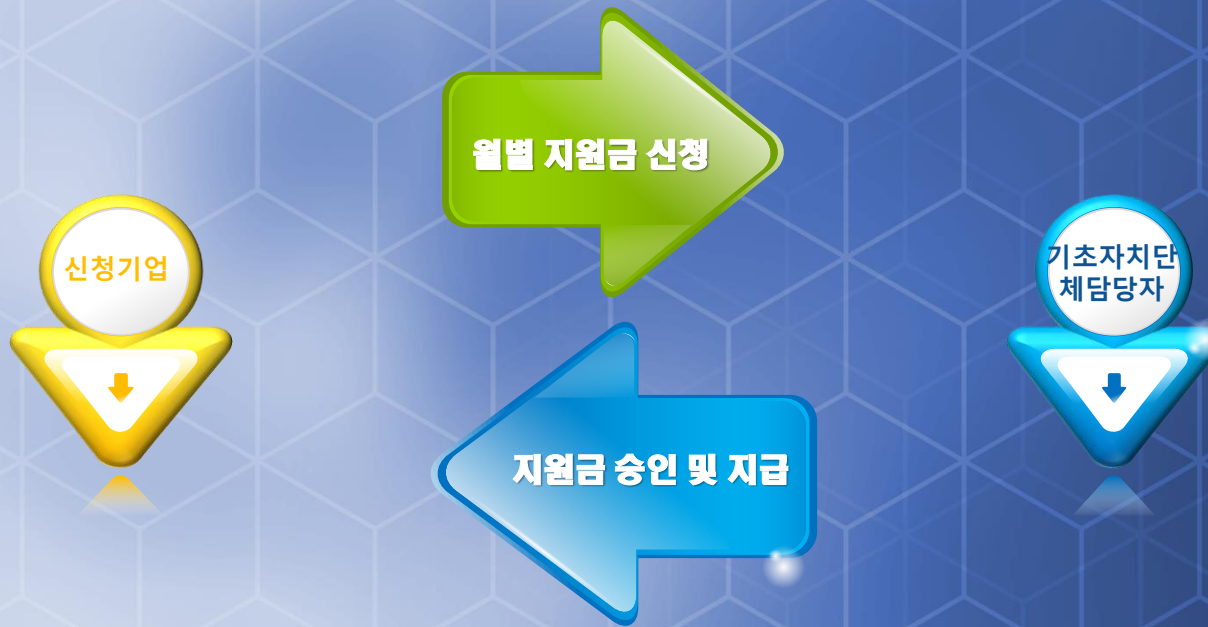 월별 지원금 신청
신청기업
기초자치단
체담당자
지원금 승인 및 지급